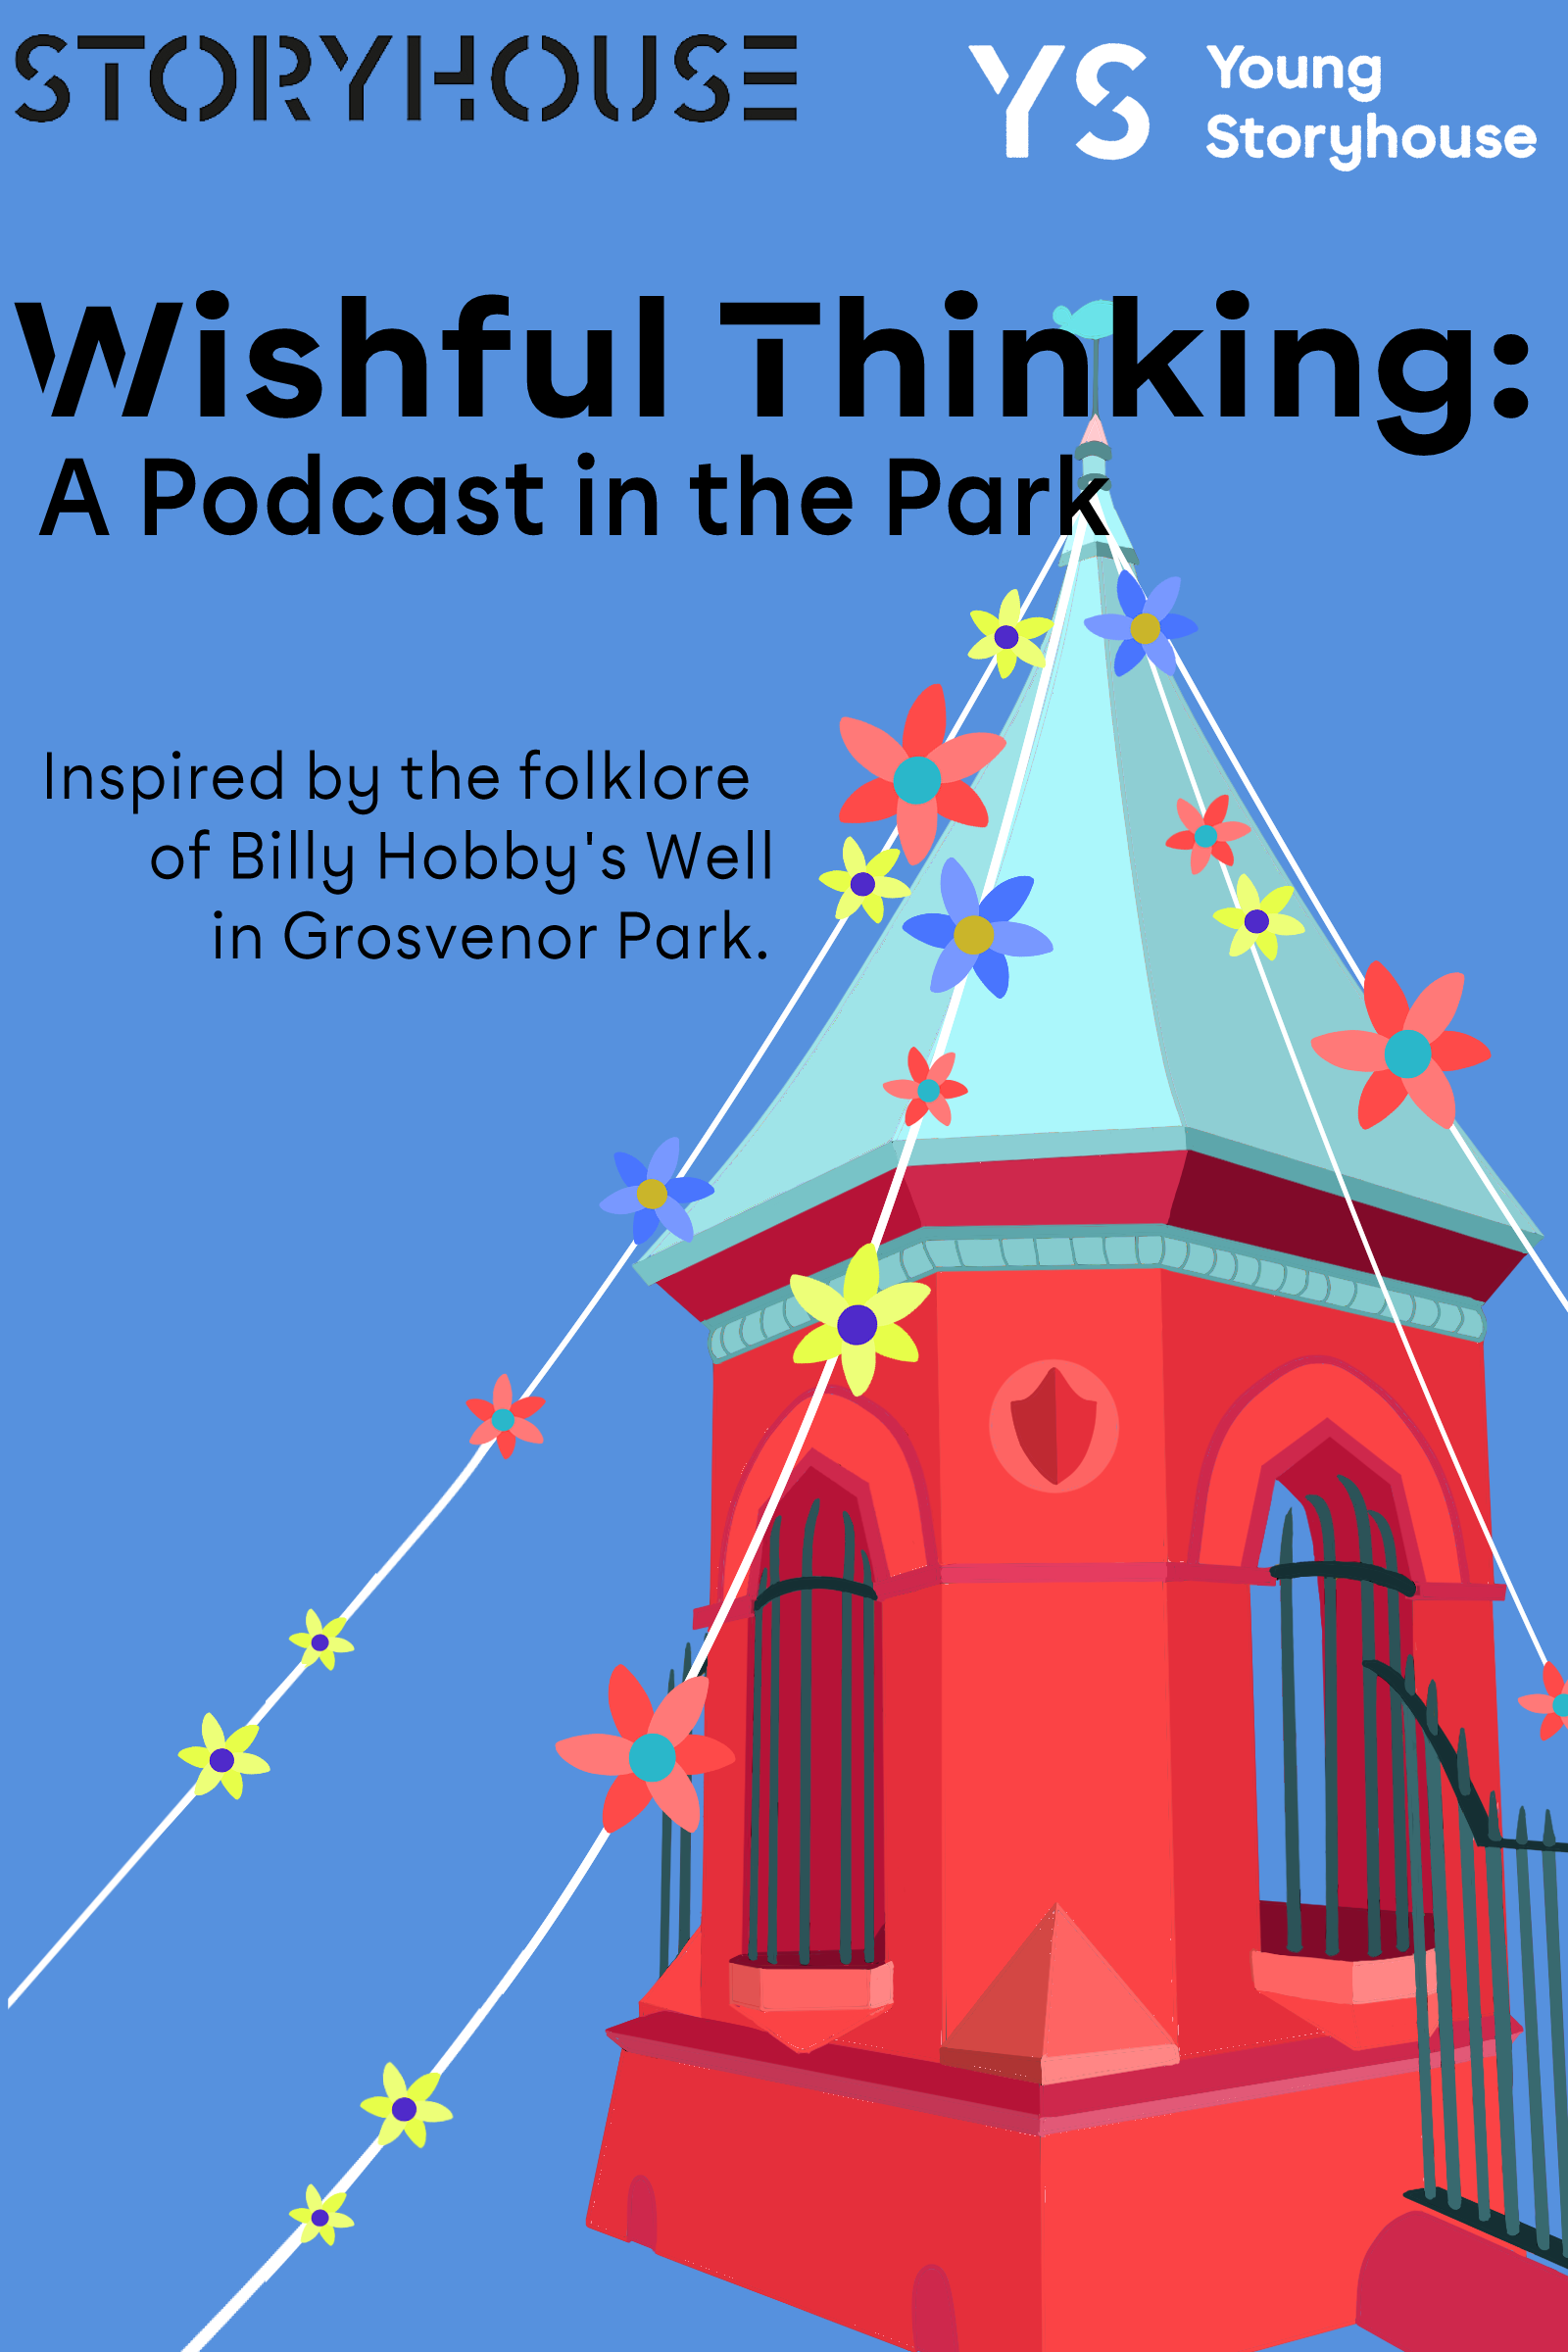 STORYHOUSE
YS
Young
Storyhouse
Wishful Thinking:
A Podcast in the Park
Inspired by the folklore
of Billy Hobby's Well
in Grosvenor Park.